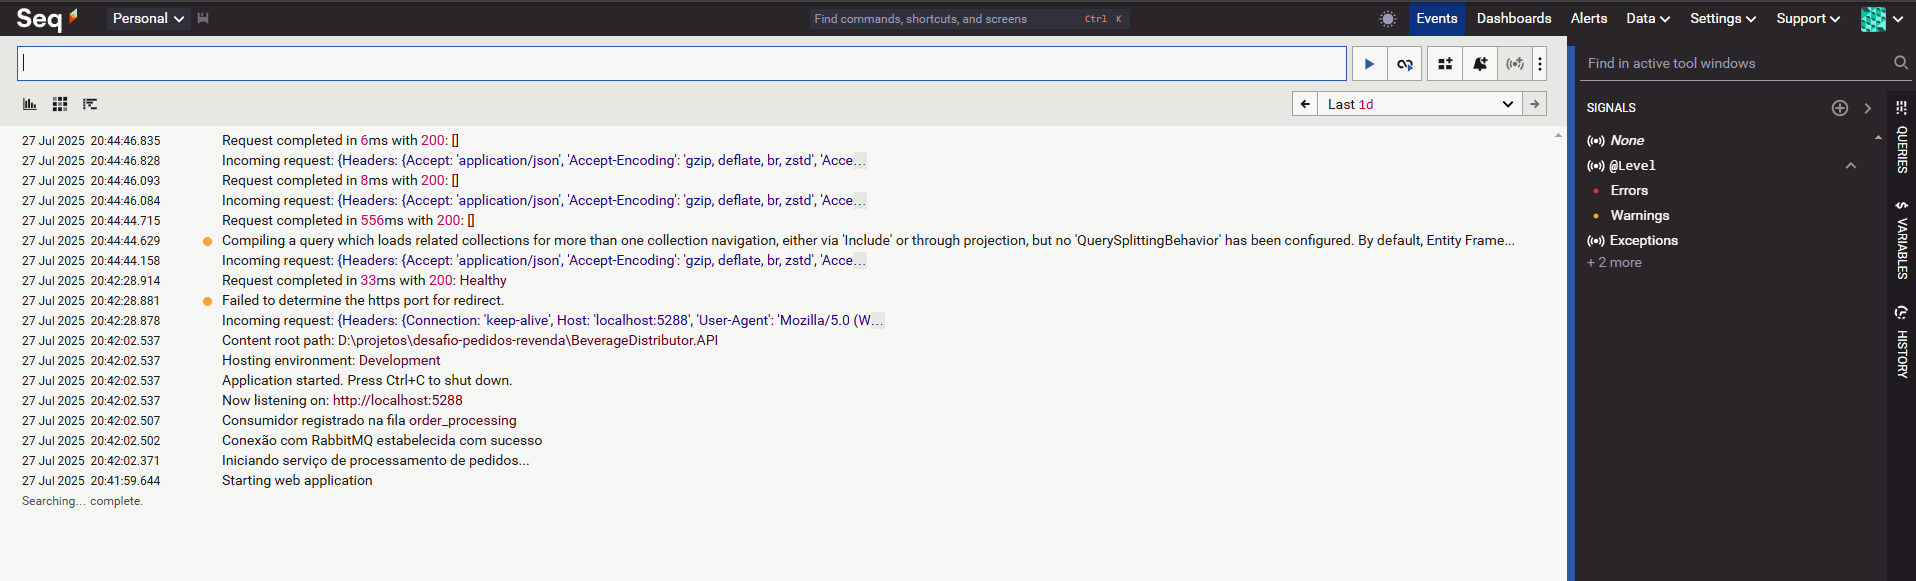 Seq Personal Find commands, shortcuts, and screens Ctrl K Events Dashboards Alerts Data Settings Support
Find in active tool windows
Last 1d
SIGNALS
None
@Level
Errors
Warnings
Exceptions
+ 2 more
QUERIES
VARIABLES
HISTORY
27 Jul 2025 20:44:46.835 Request completed in 6ms with 200: []
27 Jul 2025 20:44:46.828 Incoming request: {Headers: {Accept: 'application/json', 'Accept-Encoding': 'gzip, deflate, br, zstd', 'Acce...
27 Jul 2025 20:44:46.093 Request completed in 8ms with 200: []
27 Jul 2025 20:44:46.084 Incoming request: {Headers: {Accept: 'application/json', 'Accept-Encoding': 'gzip, deflate, br, zstd', 'Acce...
27 Jul 2025 20:44:44.715 Request completed in 556ms with 200: []
27 Jul 2025 20:44:44.629 Compiling a query which loads related collections for more than one collection navigation, either via 'Include' or through projection, but no 'QuerySplittingBehavior' has been configured. By default, Entity Frame...
27 Jul 2025 20:44:44.158 Incoming request: {Headers: {Accept: 'application/json', 'Accept-Encoding': 'gzip, deflate, br, zstd', 'Acce...
27 Jul 2025 20:42:28.914 Request completed in 33ms with 200: Healthy
27 Jul 2025 20:42:28.881 Failed to determine the https port for redirect.
27 Jul 2025 20:42:28.878 Incoming request: {Headers: {Connection: 'keep-alive', Host: 'localhost:5288', 'User-Agent': 'Mozilla/5.0 (W...
27 Jul 2025 20:42:02.537 Content root path: D:\projetos\desafio-pedidos-revenda\BeverageDistributor.API
27 Jul 2025 20:42:02.537 Hosting environment: Development
27 Jul 2025 20:42:02.537 Application started. Press Ctrl+C to shut down.
27 Jul 2025 20:42:02.537 Now listening on: http://localhost:5288
27 Jul 2025 20:42:02.507 Consumidor registrado na fila order_processing
27 Jul 2025 20:42:02.502 Conexão com RabbitMQ estabelecida com sucesso
27 Jul 2025 20:42:02.371 Iniciando serviço de processamento de pedidos...
27 Jul 2025 20:41:59.644 Starting web application
Searching... complete.